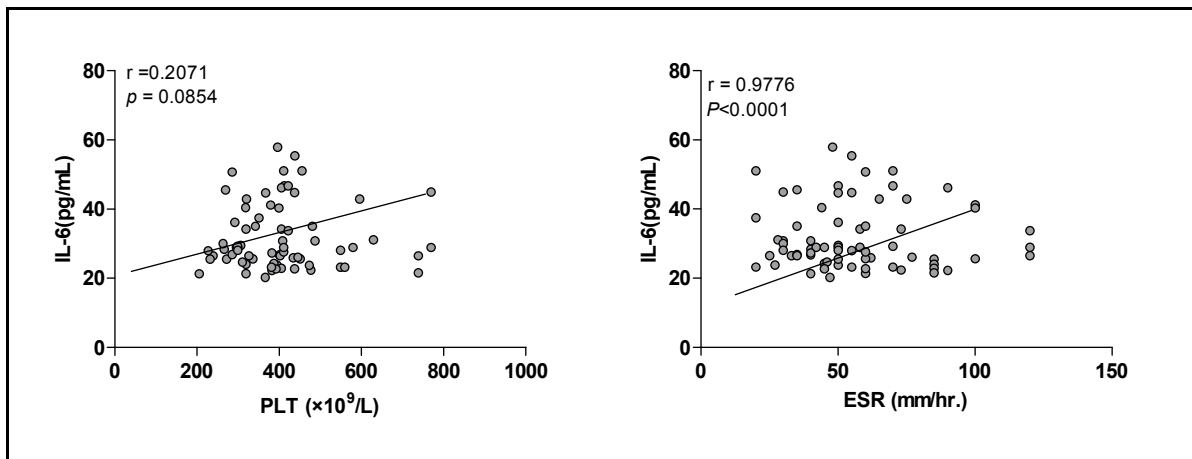 r =0.2071
p = 0.0854
IL-6(pg/mL)
80
60
40
20
0
0 200 400 600 800 1000
PLT (×10⁹/L)
r = 0.9776
P<0.0001
IL-6(pg/mL)
80
60
40
20
0
0 50 100 150
ESR (mm/hr.)